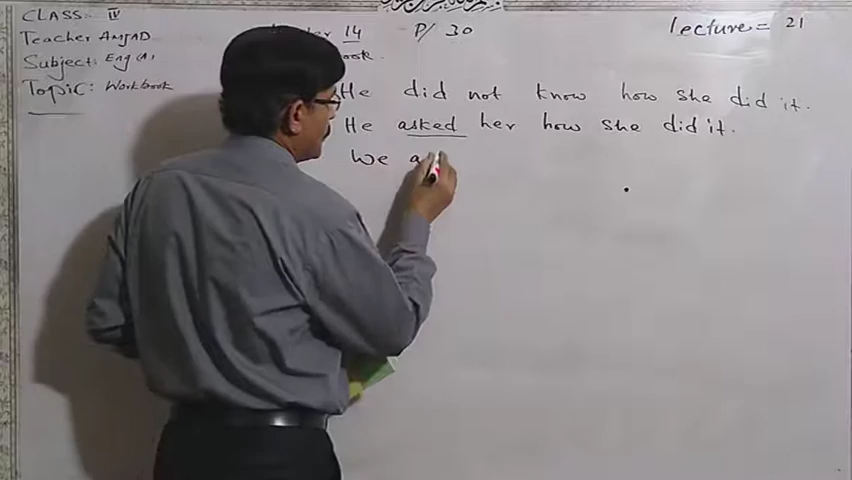 CLASS:- IV
14 P/ 30
lecture = 21
Teacher AMJAD
Subject: Eng (A)
ook.
Topic: Workbook
He did not know how she did it.
He asked her how she did it.
We a